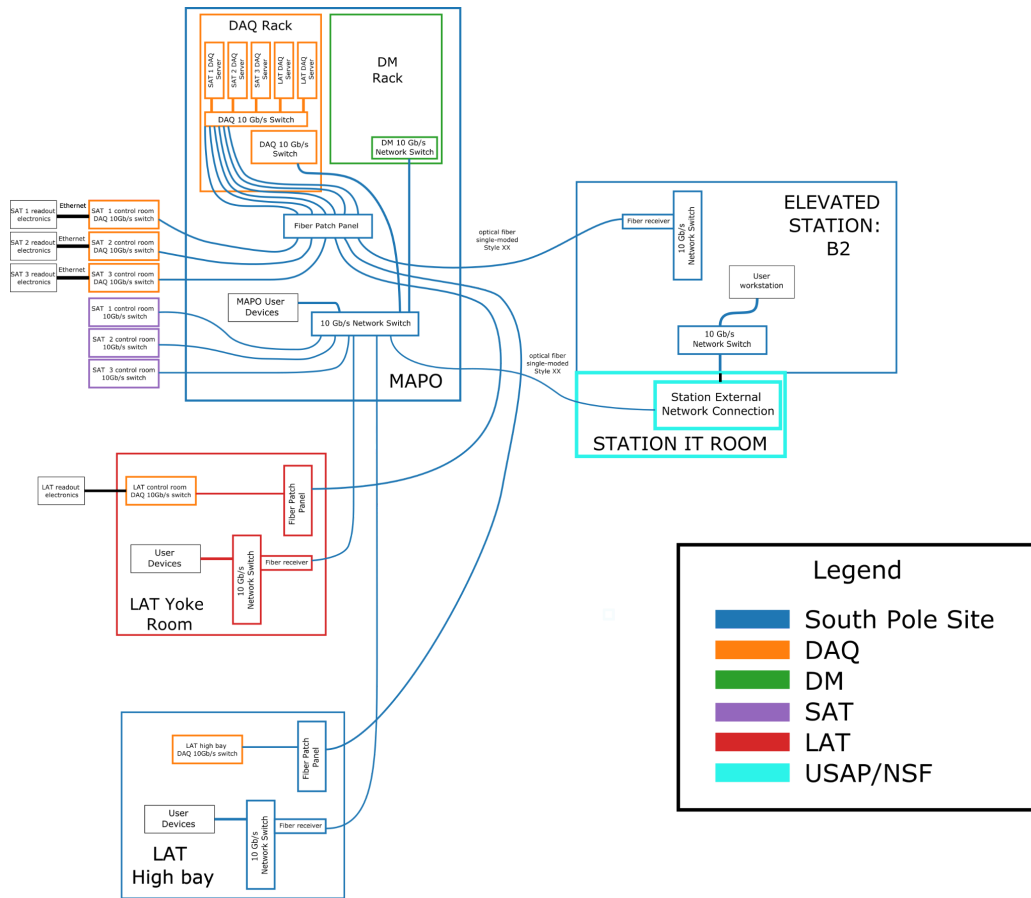 DAQ Rack
SAT 1 DAQ
Server
SAT 2 DAQ
Server
SAT 3 DAQ
Server
LAT DAQ
Server
LAT DAQ
Server
DAQ 10 Gb/s Switch
DAQ 10 Gb/s
Switch
DM
Rack
DM 10 Gb/s
Network Switch
Fiber Patch Panel
MAPO User
Devices
10 Gb/s Network Switch
MAPO
SAT 1 readout
electronics
Ethernet
SAT 1 control room
DAQ 10Gb/s switch
SAT 2 readout
electronics
Ethernet
SAT 2 control room
DAQ 10Gb/s switch
SAT 3 readout
electronics
Ethernet
SAT 3 control room
DAQ 10Gb/s switch
SAT 1 control room
10Gb/s switch
SAT 2 control room
10Gb/s switch
SAT 3 control room
10Gb/s switch
optical fiber
single-moded
Style XX
optical fiber
single-moded
Style XX
ELEVATED
STATION:
B2
Fiber receiver
10 Gb/s
Network Switch
User
workstation
10 Gb/s
Network Switch
Station External
Network Connection
STATION IT ROOM
LAT readout
electronics
LAT control room
DAQ 10Gb/s switch
Fiber Patch
Panel
User
Devices
10 Gb/s
Network Switch
Fiber receiver
LAT Yoke
Room
LAT high bay
DAQ 10Gb/s switch
Fiber Patch
Panel
User
Devices
10 Gb/s
Network Switch
Fiber receiver
LAT
High bay
Legend
South Pole Site
DAQ
DM
SAT
LAT
USAP/NSF